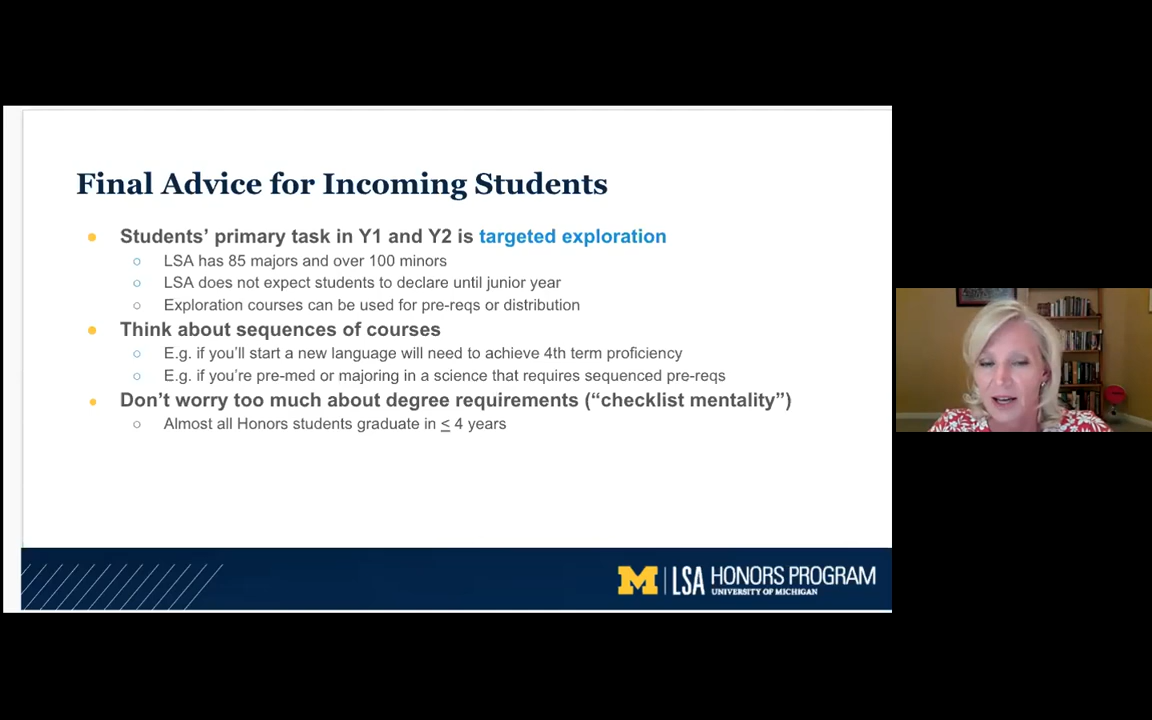 Final Advice for Incoming Students
● Students’ primary task in Y1 and Y2 is targeted exploration
○ LSA has 85 majors and over 100 minors
○ LSA does not expect students to declare until junior year
○ Exploration courses can be used for pre-reqs or distribution
● Think about sequences of courses
○ E.g. if you’ll start a new language will need to achieve 4th term proficiency
○ E.g. if you’re pre-med or majoring in a science that requires sequenced pre-reqs
● Don’t worry too much about degree requirements (“checklist mentality”)
○ Almost all Honors students graduate in ≤ 4 years
M | LSA HONORS PROGRAM
UNIVERSITY OF MICHIGAN